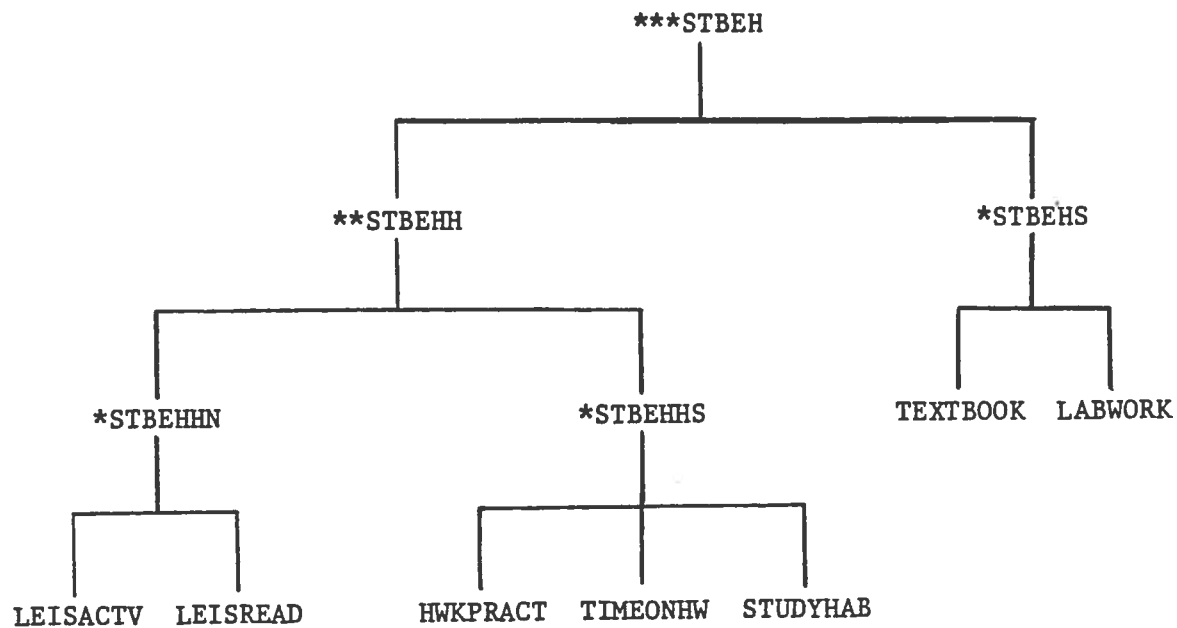 ***STBEH
**STBEHH *STBEHS
*STBEHHN *STBEHHS TEXTBOOK LABWORK
LEISACTV LEISREAD HWKPRACT TIMEONHW STUDYHAB